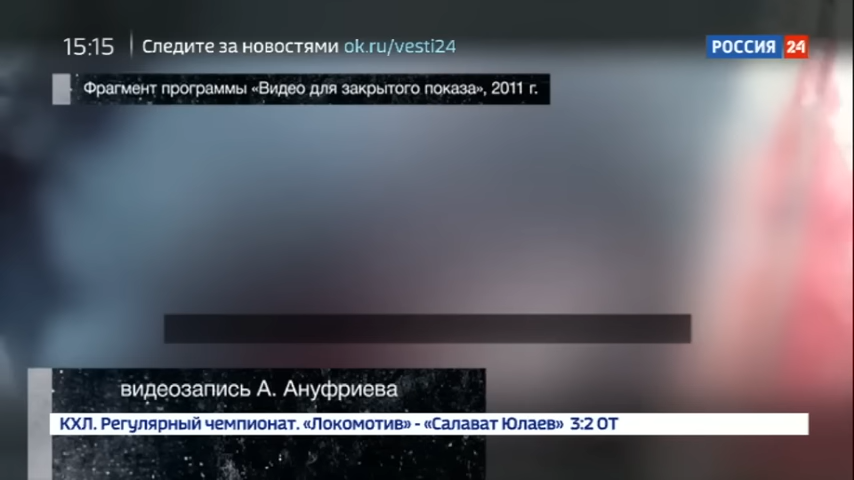 15:15 Следите за новостями ok.ru/vesti24 РОССИЯ 24
Фрагмент программы «Видео для закрытого показа», 2011 г.
видеозапись А. Ануфриева
КХЛ. Регулярный чемпионат. «Локомотив» - «Салават Юлаев» 3:2 ОТ